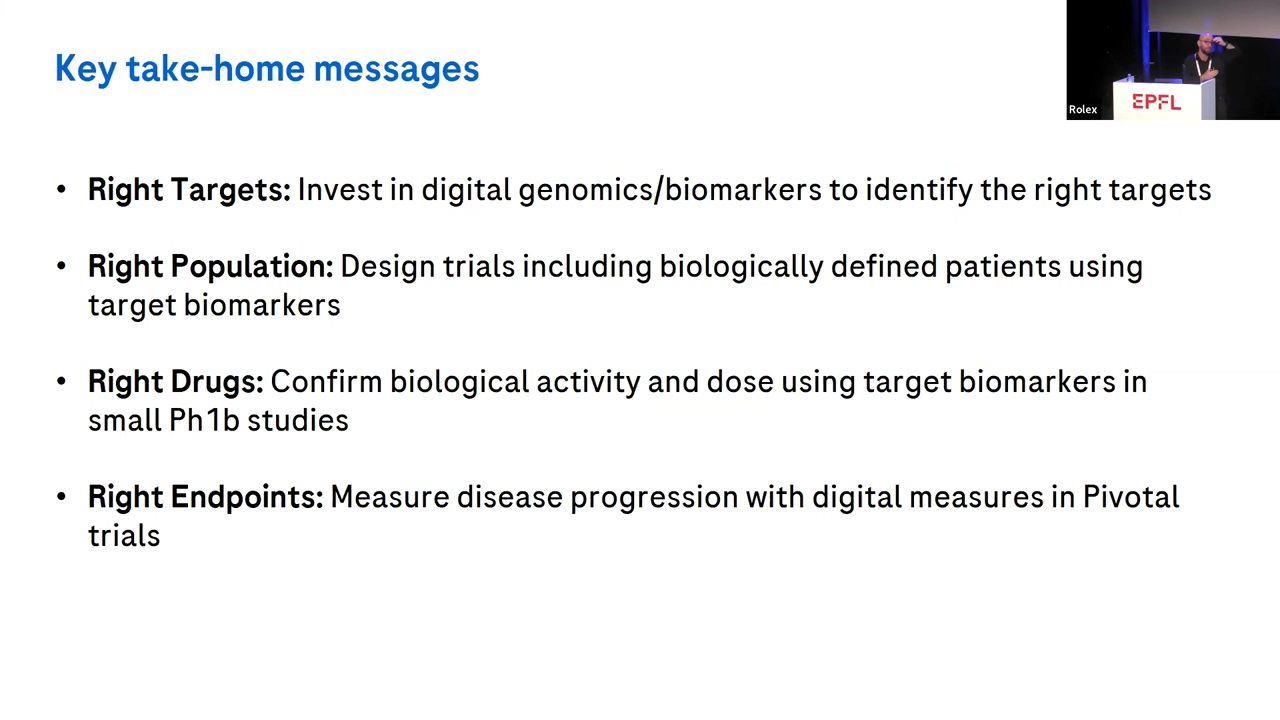 Key take-home messages
Rolex
EPFL
• Right Targets: Invest in digital genomics/biomarkers to identify the right targets
• Right Population: Design trials including biologically defined patients using
target biomarkers
• Right Drugs: Confirm biological activity and dose using target biomarkers in
small Ph1b studies
• Right Endpoints: Measure disease progression with digital measures in Pivotal
trials